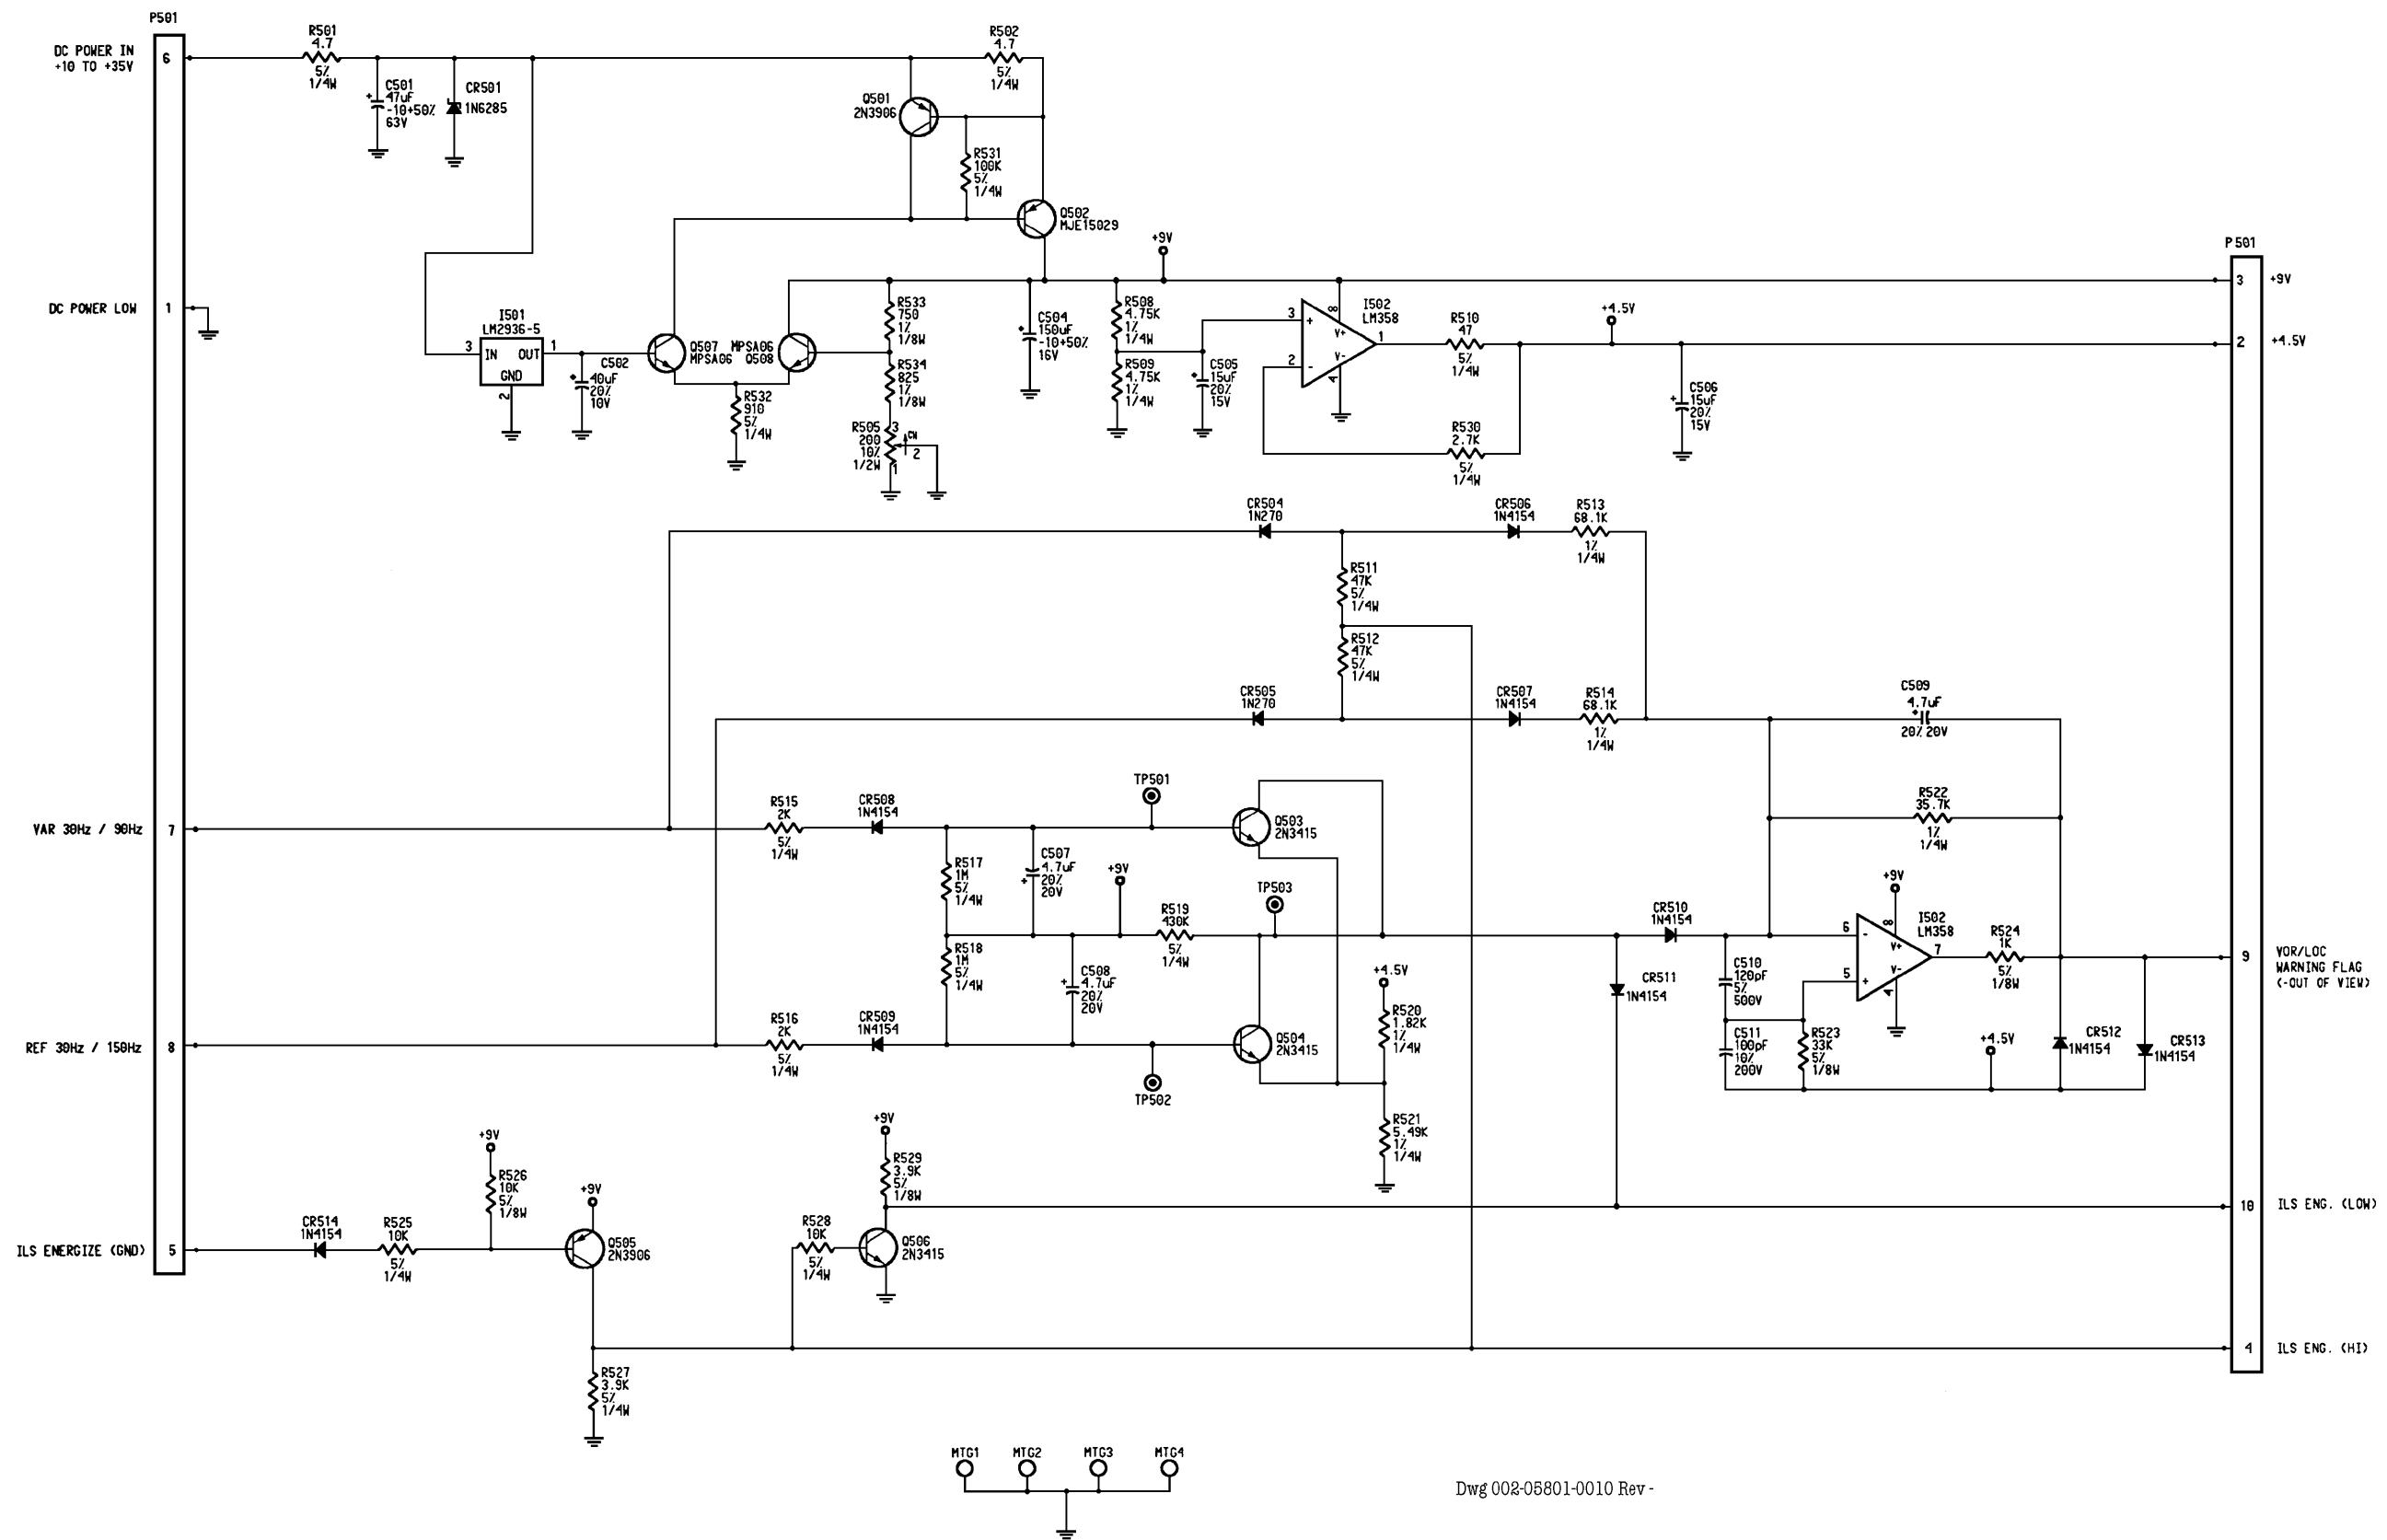 P501
DC POWER IN
+10 TO +35V
6
R501
4.7
5%
1/4W
+
C501
47uF
-10+50%
63V
CR501
1N6285
R502
4.7
5%
1/4W
Q501
2N3906
R531
100K
5%
1/4W
Q502
MJE15029
+9V
P501
3
+9V
DC POWER LOW
1
I501
LM2936-5
3
IN
OUT
1
GND
2
C502
+
40uF
20%
10V
Q507
MPSA06
MPSA06
Q508
R532
910
5%
1/4W
R533
750
1%
1/8W
R534
825
1%
1/8W
R505
200
10%
1/2W
3
CW
2
1
C504
+
150uF
-10+50%
16V
R508
4.75K
1%
1/4W
R509
4.75K
1%
1/4W
C505
+
15uF
20%
15V
3
+
2
-
8
V+
V-
4
I502
LM358
1
R510
47
5%
1/4W
R530
2.7K
5%
1/4W
+4.5V
C506
+
15uF
20%
15V
2
+4.5V
CR504
1N270
CR506
1N4154
R513
68.1K
1%
1/4W
R511
47K
5%
1/4W
R512
47K
5%
1/4W
CR505
1N270
CR507
1N4154
R514
68.1K
1%
1/4W
C509
4.7uF
+
20% 20V
VAR 30Hz / 90Hz
7
R515
2K
5%
1/4W
CR508
1N4154
TP501
Q503
2N3415
R522
35.7K
1%
1/4W
R517
1M
5%
1/4W
C507
4.7uF
+
20%
20V
+9V
R519
430K
5%
1/4W
TP503
R518
1M
5%
1/4W
C508
+
4.7uF
20%
20V
+4.5V
R520
1.82K
1%
1/4W
CR510
1N4154
CR511
1N4154
C510
120pF
5%
500V
C511
100pF
10%
200V
R523
33K
5%
1/8W
+9V
6
-
5
+
8
V+
V-
4
I502
LM358
7
R524
1K
5%
1/8W
+4.5V
CR512
1N4154
CR513
1N4154
9
VOR/LOC
WARNING FLAG
(-OUT OF VIEW)
REF 30Hz / 150Hz
8
R516
2K
5%
1/4W
CR509
1N4154
TP502
Q504
2N3415
R521
5.49K
1%
1/4W
ILS ENERGIZE (GND)
5
CR514
1N4154
R525
10K
5%
1/4W
+9V
R526
10K
5%
1/8W
+9V
Q505
2N3906
R527
3.9K
5%
1/4W
R528
10K
5%
1/4W
+9V
R529
3.9K
5%
1/8W
Q506
2N3415
10
ILS ENG. (LOW)
4
ILS ENG. (HI)
MTG1
MTG2
MTG3
MTG4
Dwg 002-05801-0010 Rev -